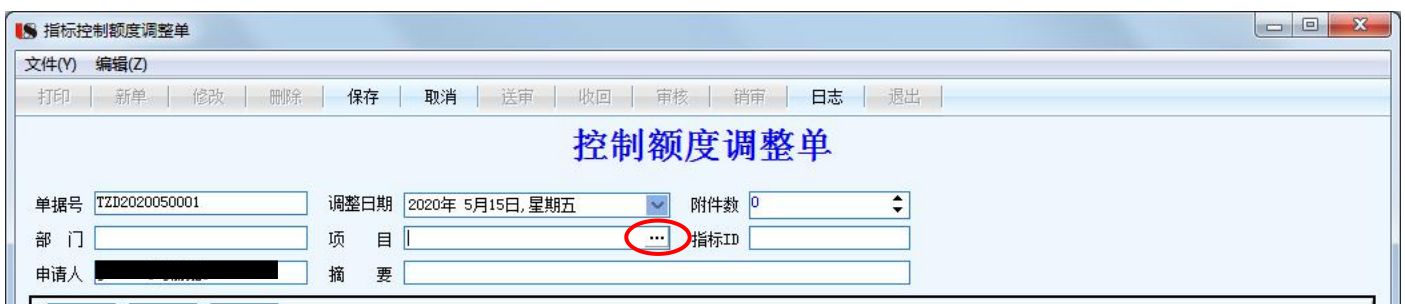 指标控制额度调整单
文件(Y) 编辑(Z)
打印 新单 修改 删除 保存 取消 送审 收回 审核 销审 日志 退出
控制额度调整单
单据号 TZD2020050001 调整日期 2020年 5月15日,星期五 附件数 0
部 门 项 目 ... 指标ID
申请人 摘 要